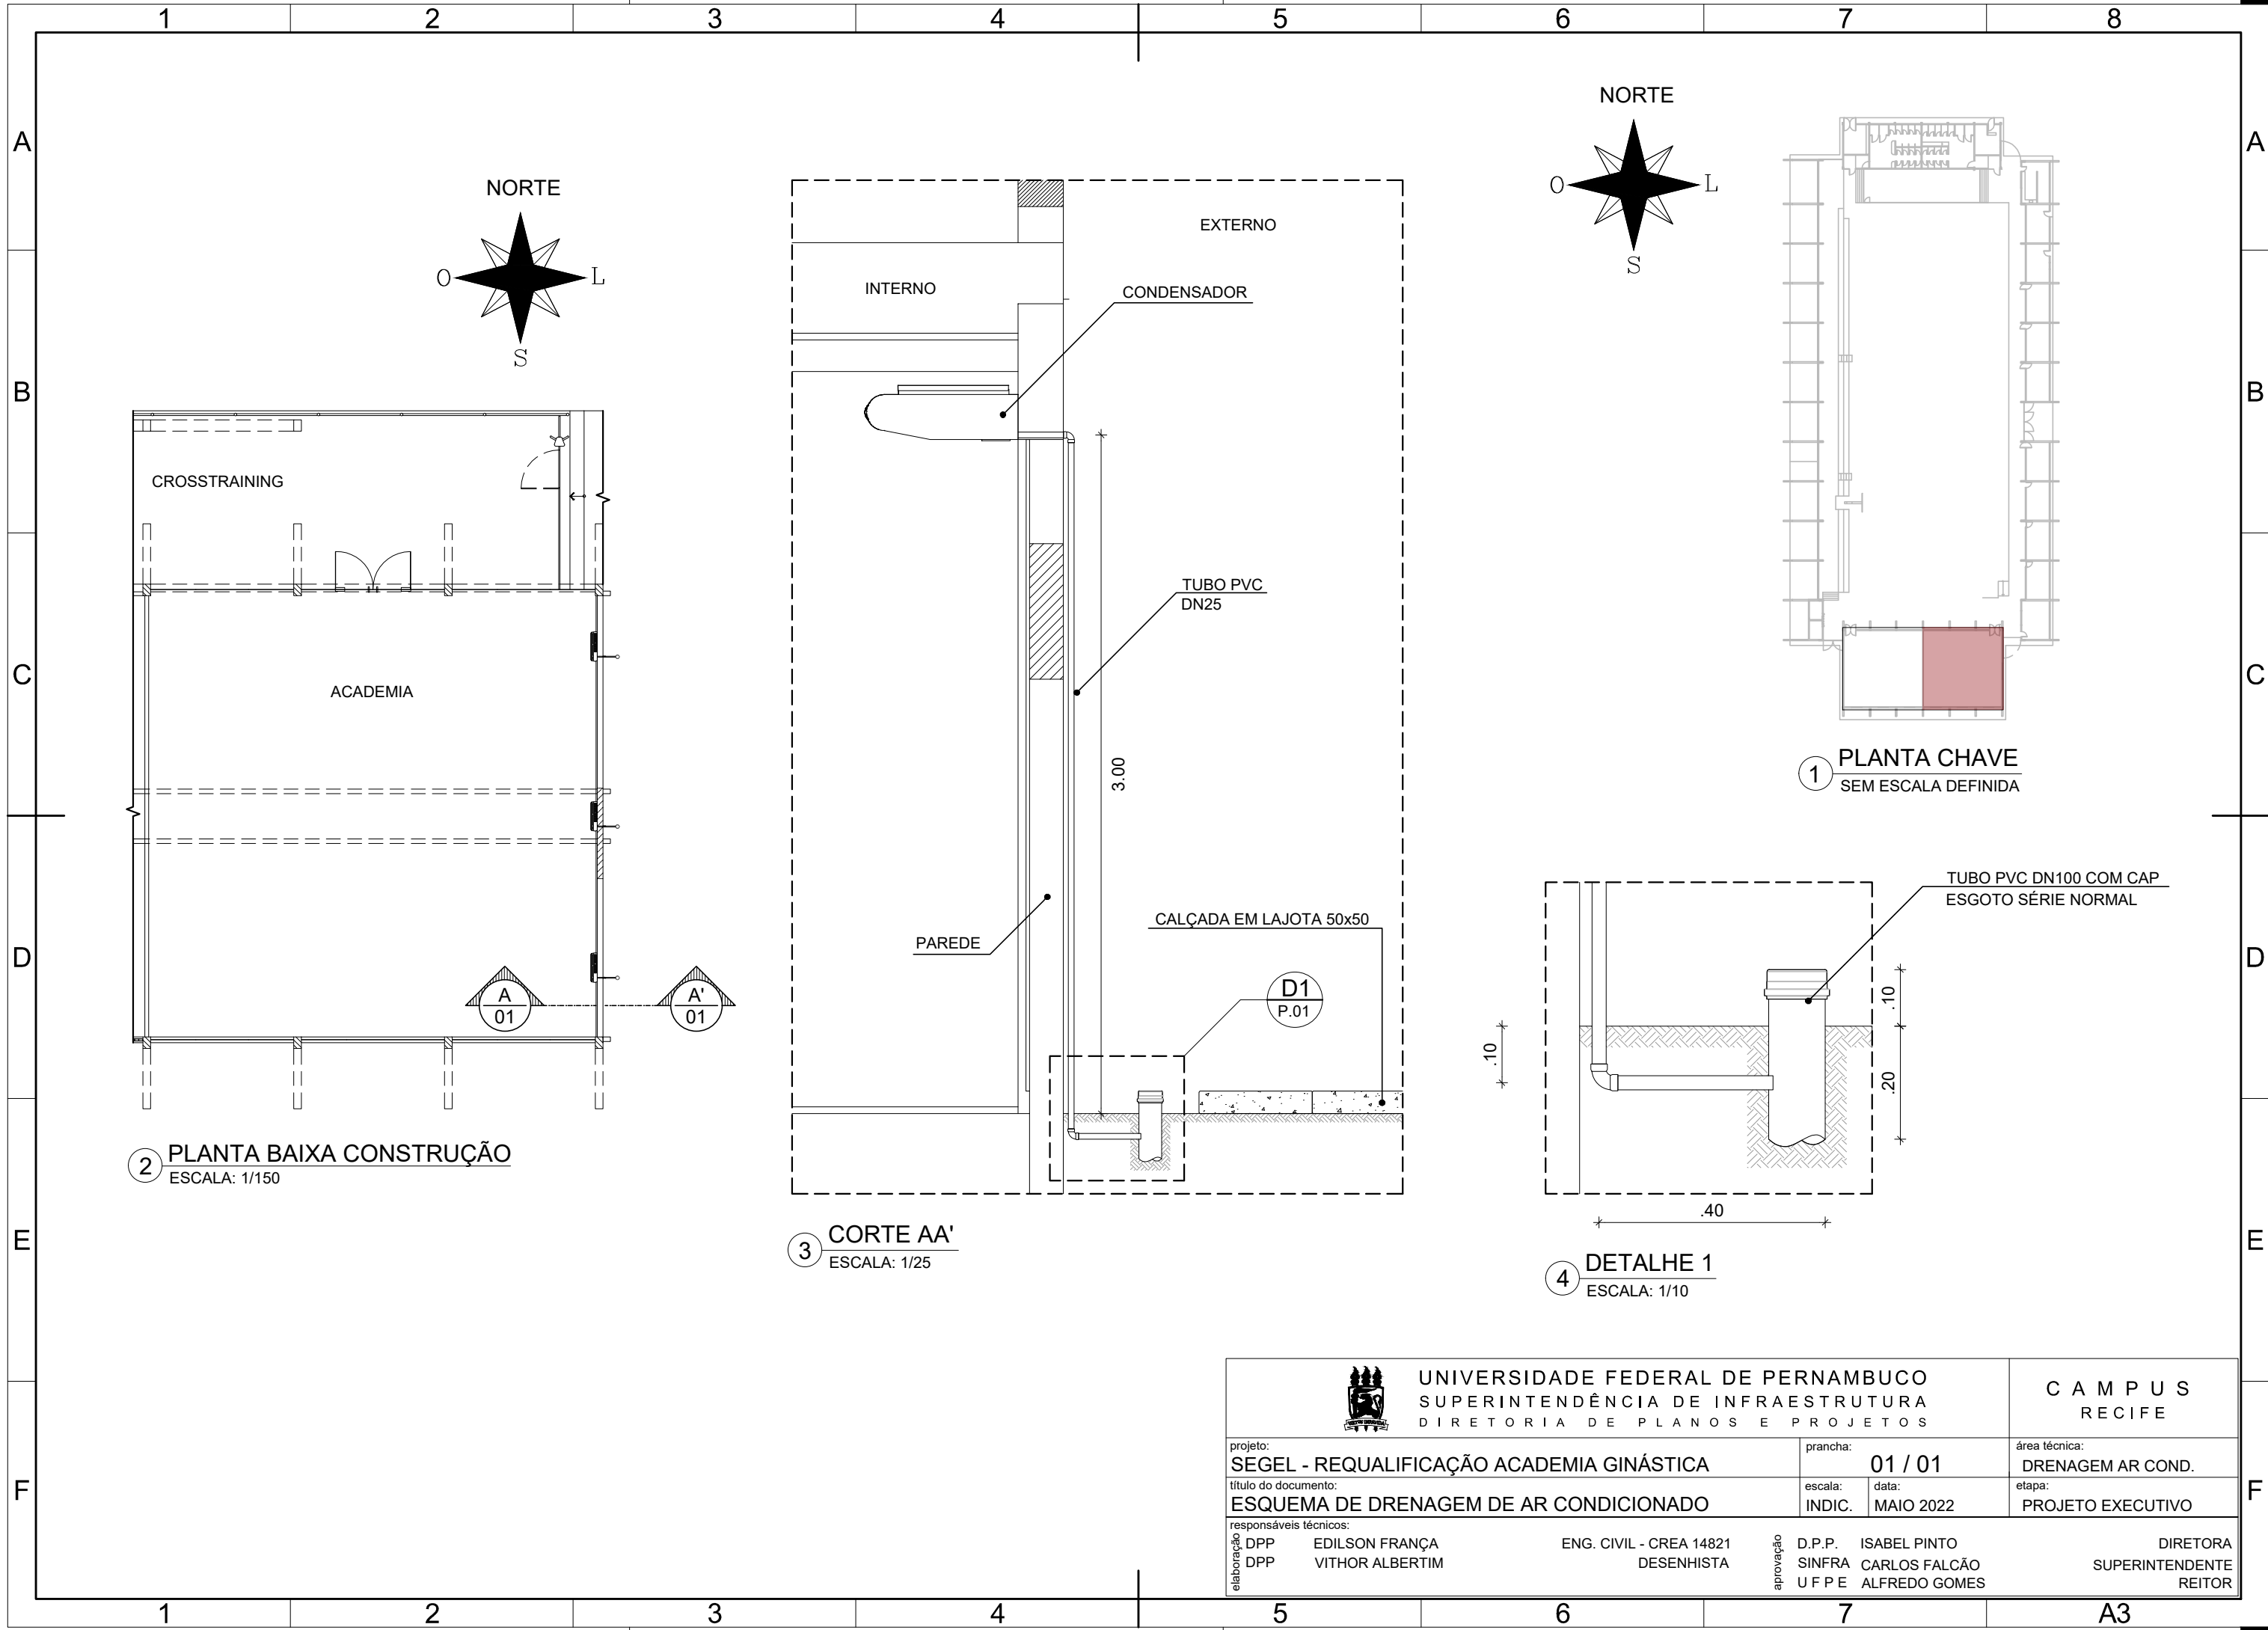 1 2 3 4 5 6 7 8
A A
B B
C C
D D
E E
F F
NORTE
O L
S
CROSSTRAINING
ACADEMIA
A
01
A'
01
2 PLANTA BAIXA CONSTRUÇÃO
ESCALA: 1/150
EXTERNO
INTERNO
CONDENSADOR
TUBO PVC
DN25
3.00
CALÇADA EM LAJOTA 50x50
PAREDE
D1
P.01
3 CORTE AA'
ESCALA: 1/25
NORTE
O L
S
1 PLANTA CHAVE
SEM ESCALA DEFINIDA
TUBO PVC DN100 COM CAP
ESGOTO SÉRIE NORMAL
.10
.10
.20
.40
4 DETALHE 1
ESCALA: 1/10
UNIVERSIDADE FEDERAL DE PERNAMBUCO
SUPERINTENDÊNCIA DE INFRAESTRUTURA
DIRETORIA DE PLANOS E PROJETOS
CAMPUS
RECIFE
projeto:
SEGEL - REQUALIFICAÇÃO ACADEMIA GINÁSTICA
prancha:
01 / 01
área técnica:
DRENAGEM AR COND.
título do documento:
ESQUEMA DE DRENAGEM DE AR CONDICIONADO
escala:
INDIC.
data:
MAIO 2022
etapa:
PROJETO EXECUTIVO
responsáveis técnicos:
elaboração
DPP EDILSON FRANÇA ENG. CIVIL - CREA 14821
DPP VITHOR ALBERTIM DESENHISTA
aprovação
D.P.P. ISABEL PINTO DIRETORA
SINFRA CARLOS FALCÃO SUPERINTENDENTE
UFPE ALFREDO GOMES REITOR
1 2 3 4 5 6 7 A3